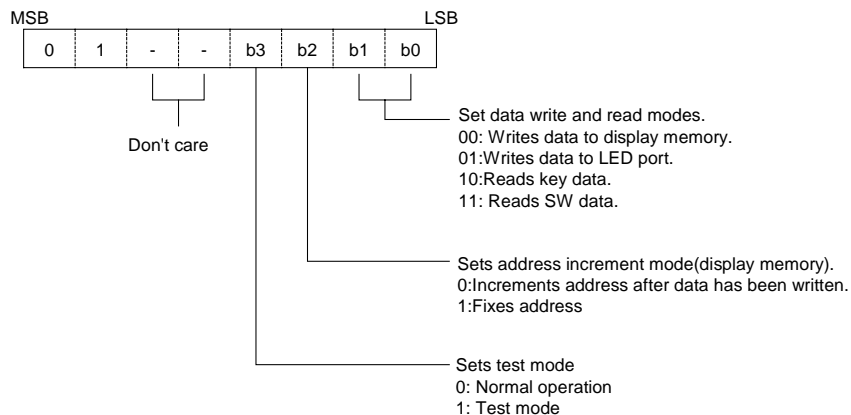 MSB LSB
0 1 - - b3 b2 b1 b0
Don't care
Set data write and read modes.
00: Writes data to display memory.
01:Writes data to LED port.
10:Reads key data.
11: Reads SW data.
Sets address increment mode(display memory).
0:Increments address after data has been written.
1:Fixes address
Sets test mode
0: Normal operation
1: Test mode